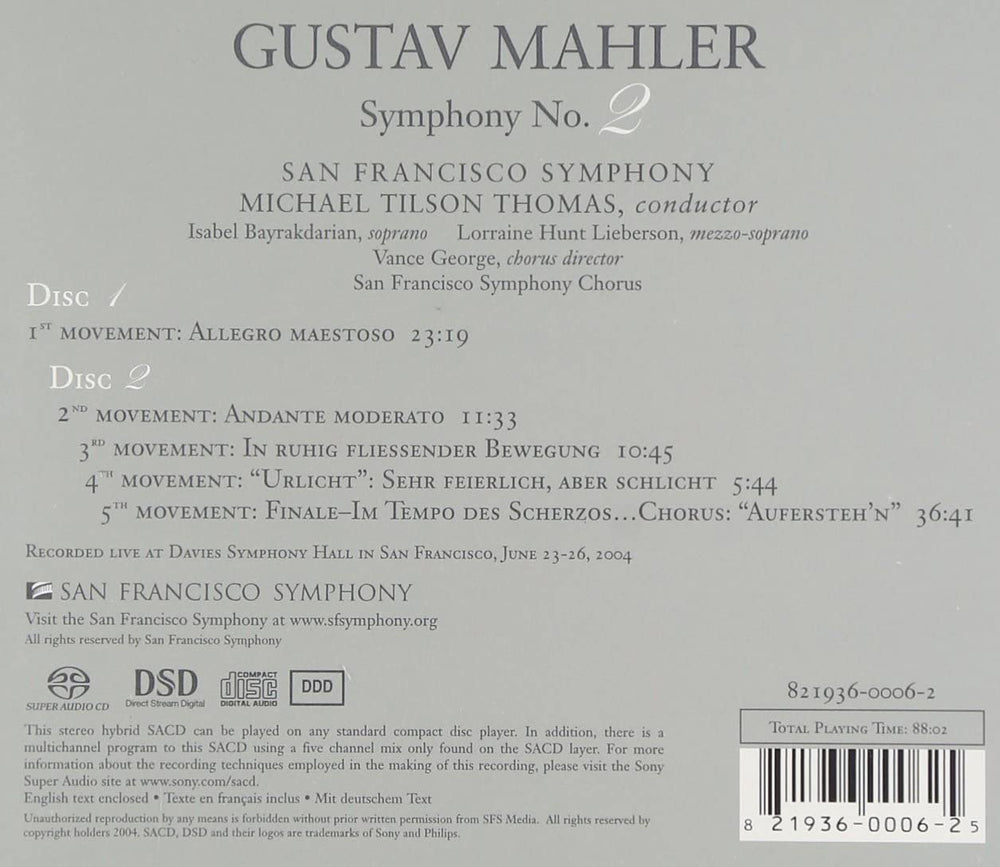 GUSTAV MAHLER
Symphony No. 2
SAN FRANCISCO SYMPHONY
MICHAEL TILSON THOMAS, conductor
Isabel Bayrakdarian, soprano Lorraine Hunt Lieberson, mezzo-soprano
Vance George, chorus director
San Francisco Symphony Chorus
Disc 1
1ST MOVEMENT: ALLEGRO MAESTOSO 23:19
Disc 2
2ND MOVEMENT: ANDANTE MODERATO 11:33
3RD MOVEMENT: IN RUHIG FLIESSENDER BEWEGUNG 10:45
4TH MOVEMENT: "URLICHT": SEHR FEIERLICH, ABER SCHLICHT 5:44
5TH MOVEMENT: FINALE–IM TEMPO DES SCHERZOS...CHORUS: "AUFERSTEH'N" 36:41
RECORDED LIVE AT DAVIES SYMPHONY HALL IN SAN FRANCISCO, JUNE 23-26, 2004
SAN FRANCISCO SYMPHONY
Visit the San Francisco Symphony at www.sfsymphony.org
All rights reserved by San Francisco Symphony
SUPER AUDIO CD
DSD
Direct Stream Digital
COMPACT
disc
DIGITAL AUDIO
DDD
This stereo hybrid SACD can be played on any standard compact disc player. In addition, there is a
multichannel program to this SACD using a five channel mix only found on the SACD layer. For more
information about the recording techniques employed in the making of this recording, please visit the Sony
Super Audio site at www.sony.com/sacd.
English text enclosed • Texte en français inclus • Mit deutschem Text
Unauthorized reproduction by any means is forbidden without prior written permission from SFS Media. All rights reserved by
copyright holders 2004. SACD, DSD and their logos are trademarks of Sony and Philips.
821936-0006-2
TOTAL PLAYING TIME: 88:02
8 21936-0006-2 5